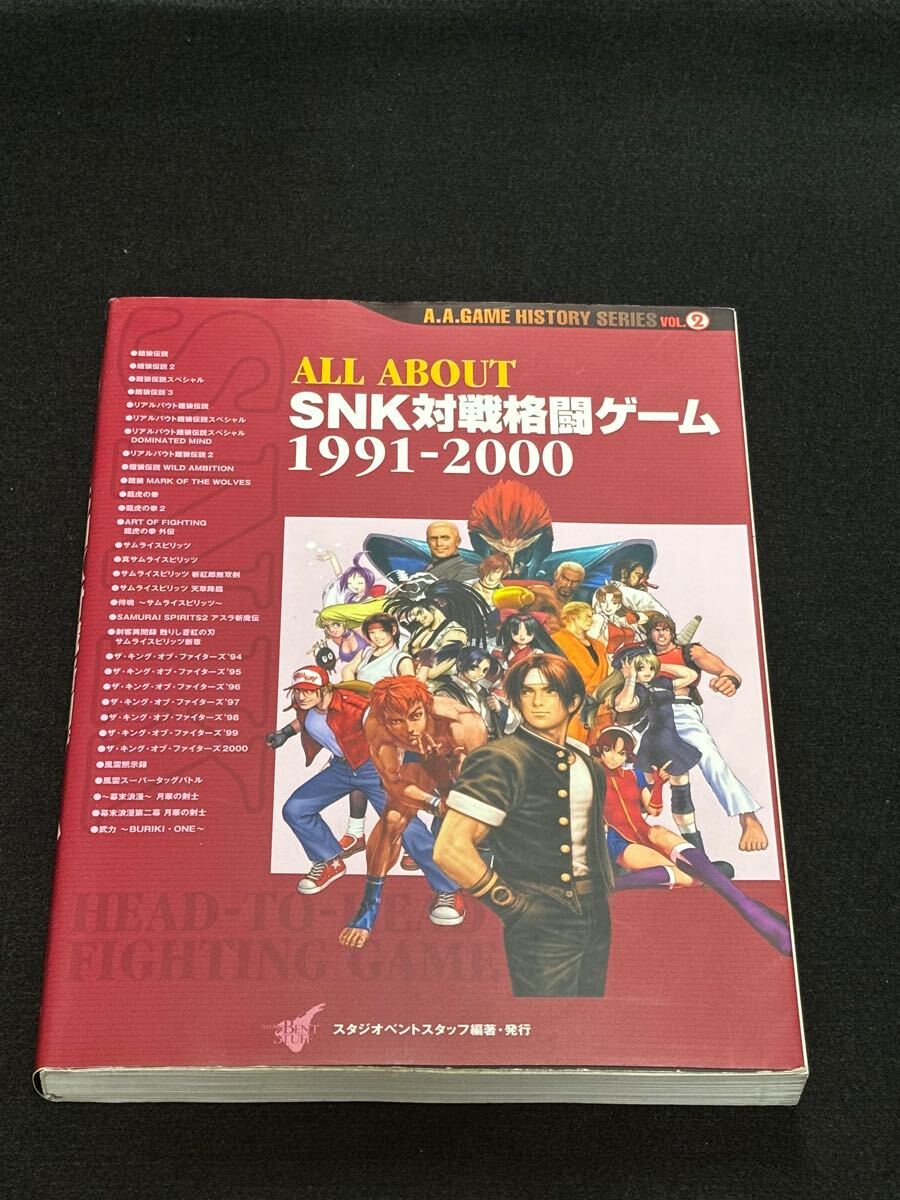 A.A.GAME HISTORY SERIES VOL.2
ALL ABOUT
SNK対戦格闘ゲーム
1991-2000
SNK
●餓狼伝説
●餓狼伝説2
●餓狼伝説スペシャル
●餓狼伝説3
●リアルバウト餓狼伝説
●リアルバウト餓狼伝説スペシャル
●リアルバウト餓狼伝説スペシャル
DOMINATED MIND
●リアルバウト餓狼伝説2
●餓狼伝説 WILD AMBITION
●餓狼 MARK OF THE WOLVES
●龍虎の拳
●龍虎の拳2
●ART OF FIGHTING
龍虎の拳 外伝
●サムライスピリッツ
●真サムライスピリッツ
●サムライスピリッツ 斬紅郎無双剣
●サムライスピリッツ 天草降臨
●侍魂 ～サムライスピリッツ～
●SAMURAI SPIRITS2 アスラ斬魔伝
●剣客異聞録 甦りし蒼紅の刃
サムライスピリッツ新章
●ザ・キング・オブ・ファイターズ'94
●ザ・キング・オブ・ファイターズ'95
●ザ・キング・オブ・ファイターズ'96
●ザ・キング・オブ・ファイターズ'97
●ザ・キング・オブ・ファイターズ'98
●ザ・キング・オブ・ファイターズ'99
●ザ・キング・オブ・ファイターズ2000
●風雲黙示録
●風雲スーパータッグバトル
●～幕末浪漫～ 月華の剣士
●幕末浪漫第二幕 月華の剣士
●武力 ～BURIKI・ONE～
HEAD-TO-HEAD
FIGHTING GAME
BENT
STUFF
スタジオベントスタッフ編著・発行